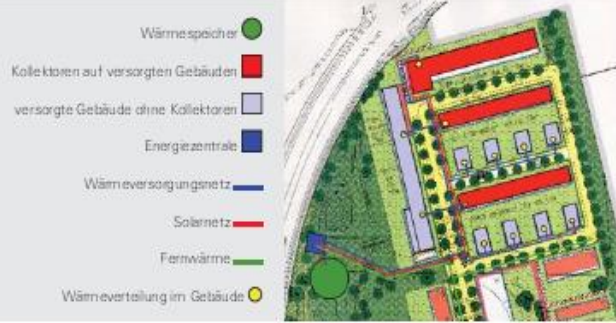 Wärmespeicher
Kollektoren auf versorgten Gebäuden
versorgte Gebäude ohne Kollektoren
Energiezentrale
Wärmeversorgungsnetz
Solarnetz
Fernwärme
Wärmeverteilung im Gebäude